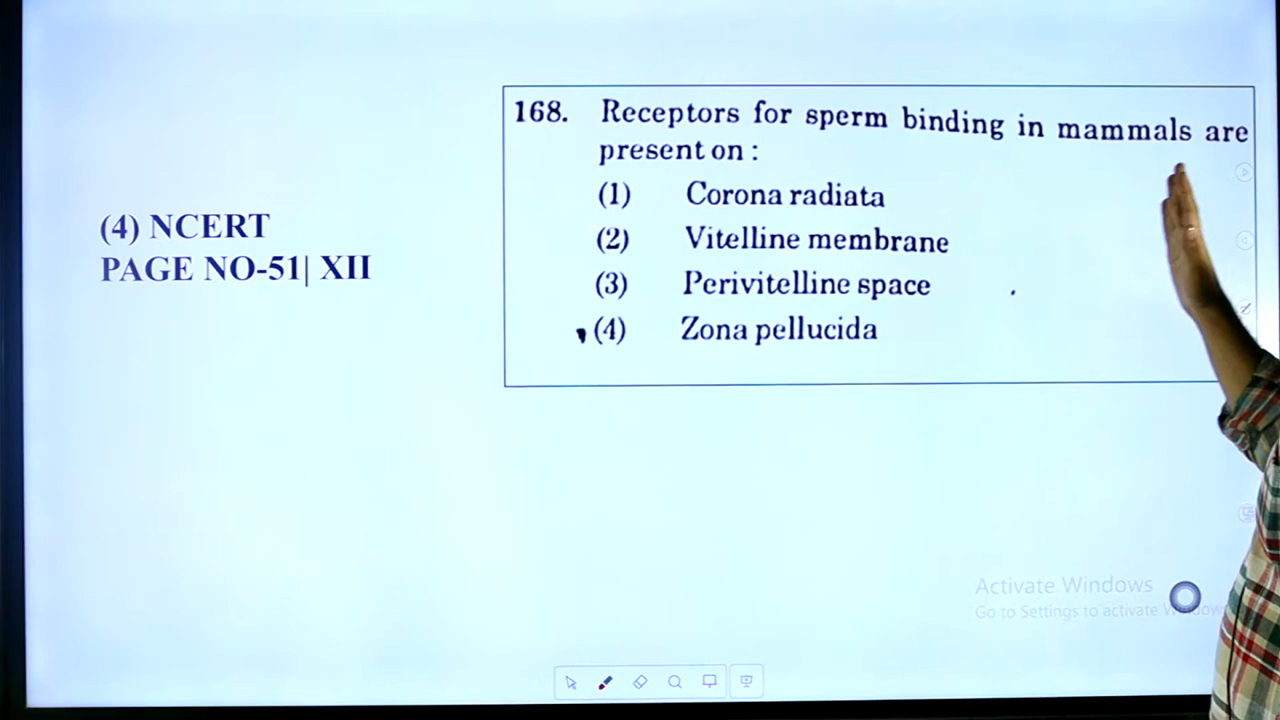 168. Receptors for sperm binding in mammals are
present on :
(1) Corona radiata
(2) Vitelline membrane
(3) Perivitelline space
(4) Zona pellucida
(4) NCERT
PAGE NO-51| XII
Activate Windows
Go to Settings to activate Windows